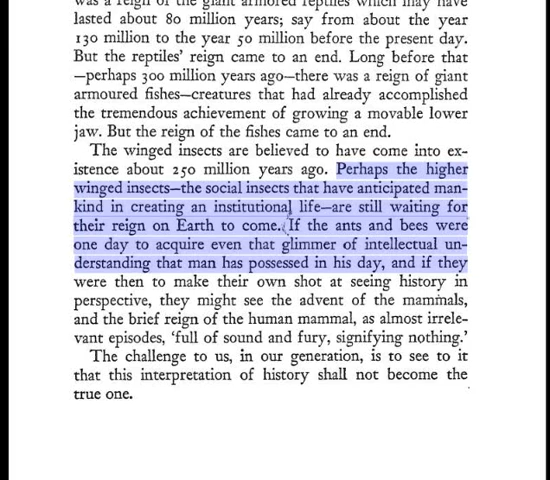 was a reign of the giant armored reptiles which may have
lasted about 80 million years; say from about the year
130 million to the year 50 million before the present day.
But the reptiles' reign came to an end. Long before that
—perhaps 300 million years ago—there was a reign of giant
armoured fishes—creatures that had already accomplished
the tremendous achievement of growing a movable lower
jaw. But the reign of the fishes came to an end.
The winged insects are believed to have come into ex-
istence about 250 million years ago. Perhaps the higher
winged insects—the social insects that have anticipated man-
kind in creating an institutional life—are still waiting for
their reign on Earth to come. If the ants and bees were
one day to acquire even that glimmer of intellectual un-
derstanding that man has possessed in his day, and if they
were then to make their own shot at seeing history in
perspective, they might see the advent of the mammals,
and the brief reign of the human mammal, as almost irrele-
vant episodes, 'full of sound and fury, signifying nothing.'
The challenge to us, in our generation, is to see to it
that this interpretation of history shall not become the
true one.